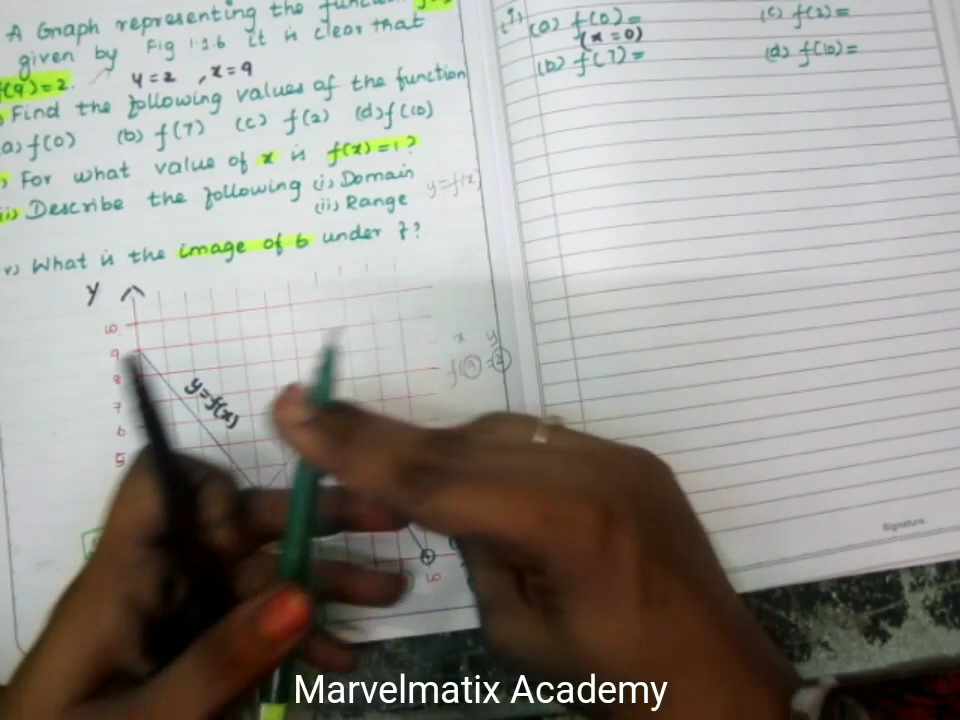 A Graph representing the
given by Fig 1.1.6 it is clear that
f(9)=2. y=2 , x=9
Find the following values of the function
(a) f(0) (b) f(7) (c) f(2) (d) f(10)
For what value of x is f(x)=1?
ii) Describe the following (i) Domain
(ii) Range
y=f(x)
v) What is the image of 6 under f?
Y
10
9
8
7
6
5
y=f(x)
x y
f(9)=2
10
(a) f(0)=
(x=0)
(b) f(7)=
(c) f(2)=
(d) f(10)=
Signature
Marvelmatix Academy